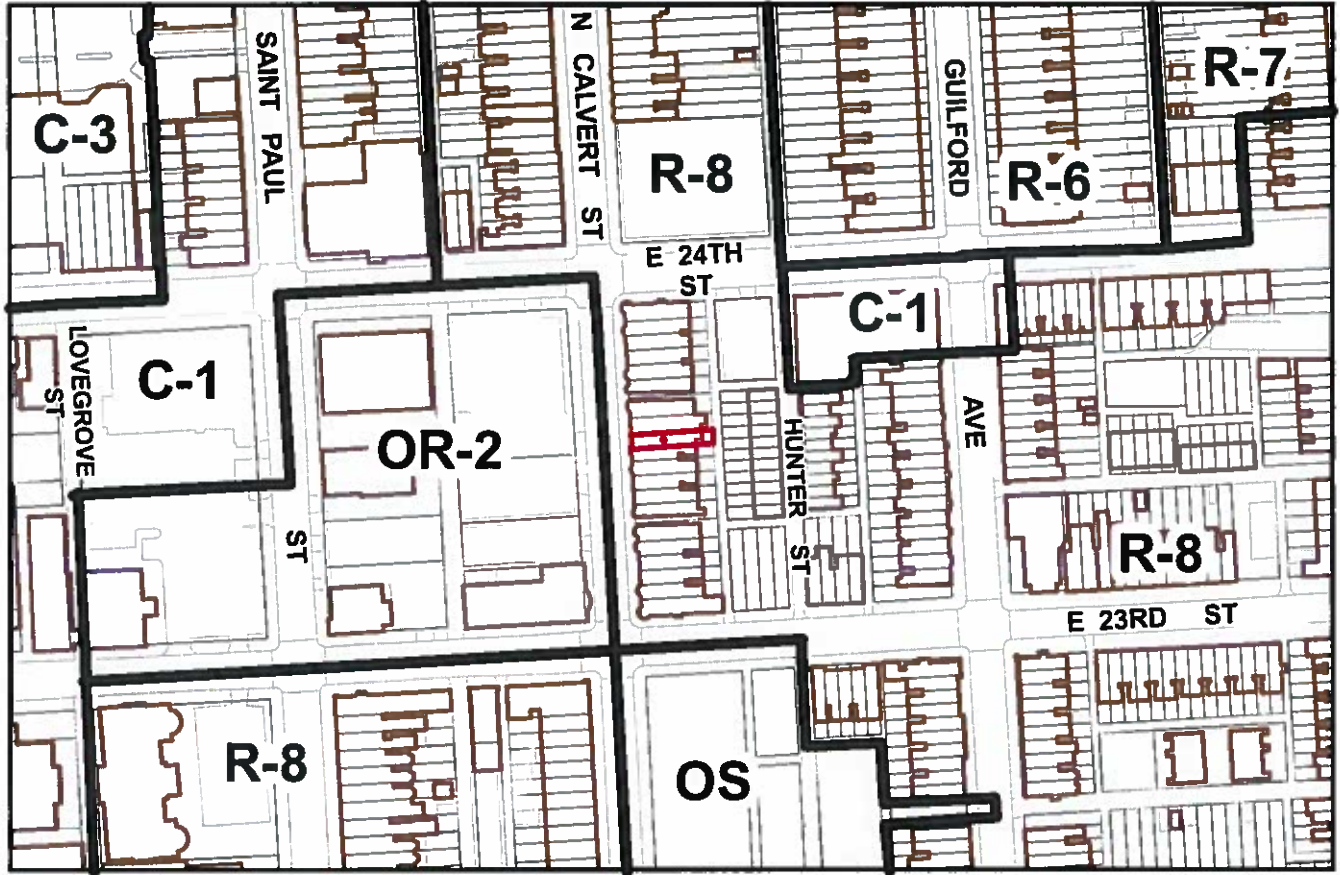 SAINT PAUL
N CALVERT ST
GUILFORD
R-7
C-3
R-8
R-6
E 24TH
ST
C-1
LOVEGROVE
ST
C-1
OR-2
AVE
HUNTER ST
ST
R-8
E 23RD ST
R-8
OS